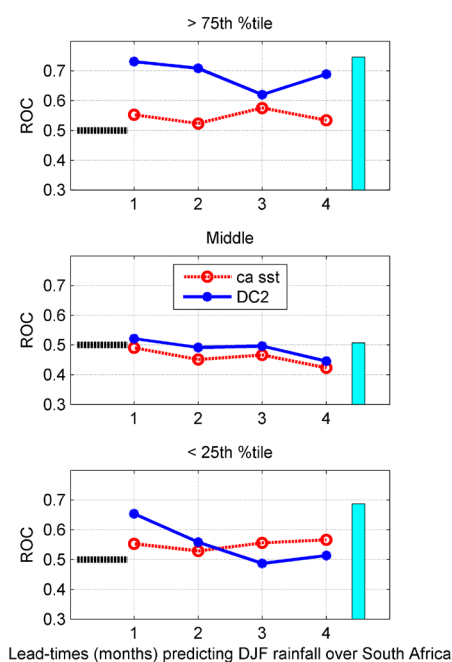 > 75th %tile
ROC
0.7
0.6
0.5
0.4
0.3
1 2 3 4
Middle
ROC
0.7
0.6
0.5
0.4
0.3
ca sst
DC2
1 2 3 4
< 25th %tile
ROC
0.7
0.6
0.5
0.4
0.3
1 2 3 4
Lead-times (months) predicting DJF rainfall over South Africa